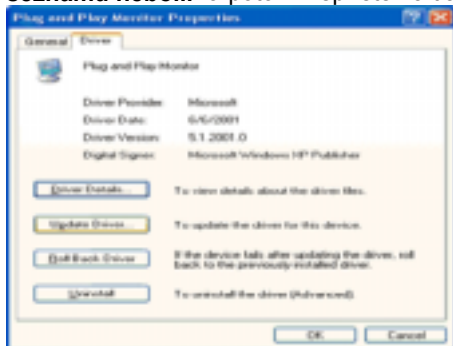 Plug and Play Monitor Properties
General Driver
Plug and Play Monitor
Driver Provider: Microsoft
Driver Date: 6/6/2001
Driver Version: 5.1.2001.0
Digital Signer: Microsoft Windows XP Publisher
Driver Details... To view details about the driver files.
Update Driver... To update the driver for this device.
Roll Back Driver If the device fails after updating the driver, roll
back to the previously installed driver.
Uninstall To uninstall the driver (Advanced).
OK Cancel